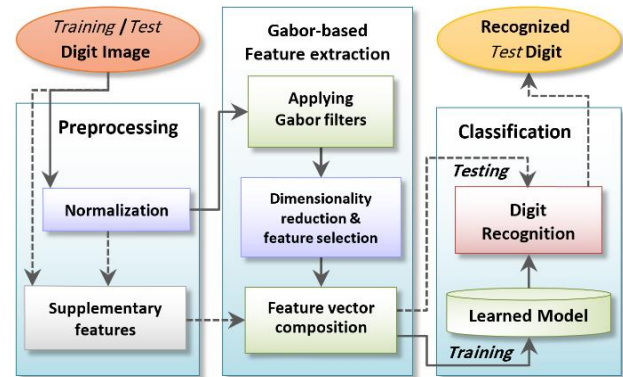 Training / Test
Digit Image
Preprocessing
Normalization
Supplementary
features
Gabor-based
Feature extraction
Applying
Gabor filters
Dimensionality
reduction &
feature selection
Feature vector
composition
Recognized
Test Digit
Classification
Testing
Digit
Recognition
Learned Model
Training